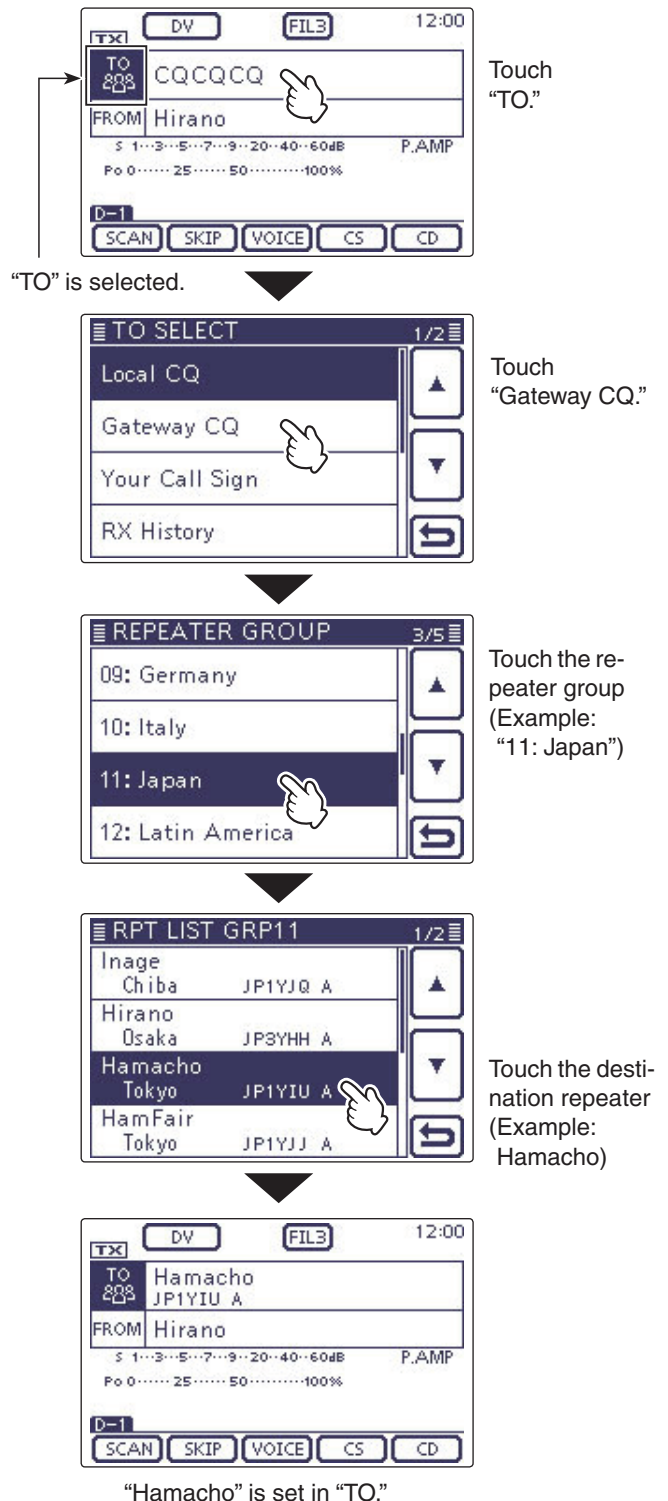 DV FIL3 12:00
TX
TO CQCQCQ
FROM Hirano
S 1···3···5···7···9··20··40··60dB P.AMP
Po 0······ 25 ······ 50 ··········100%
D-1
SCAN SKIP VOICE CS CD
Touch
“TO.”
“TO” is selected.
TO SELECT 1/2
Local CQ
Gateway CQ
Your Call Sign
RX History
Touch
“Gateway CQ.”
REPEATER GROUP 3/5
09: Germany
10: Italy
11: Japan
12: Latin America
Touch the re-
peater group
(Example:
“11: Japan”)
RPT LIST GRP11 1/2
Inage
Chiba JP1YJQ A
Hirano
Osaka JP3YHH A
Hamacho
Tokyo JP1YIU A
HamFair
Tokyo JP1YJJ A
Touch the desti-
nation repeater
(Example:
Hamacho)
DV FIL3 12:00
TX
TO Hamacho
JP1YIU A
FROM Hirano
S 1···3···5···7···9··20··40··60dB P.AMP
Po 0······ 25 ······ 50 ··········100%
D-1
SCAN SKIP VOICE CS CD
“Hamacho” is set in “TO.”